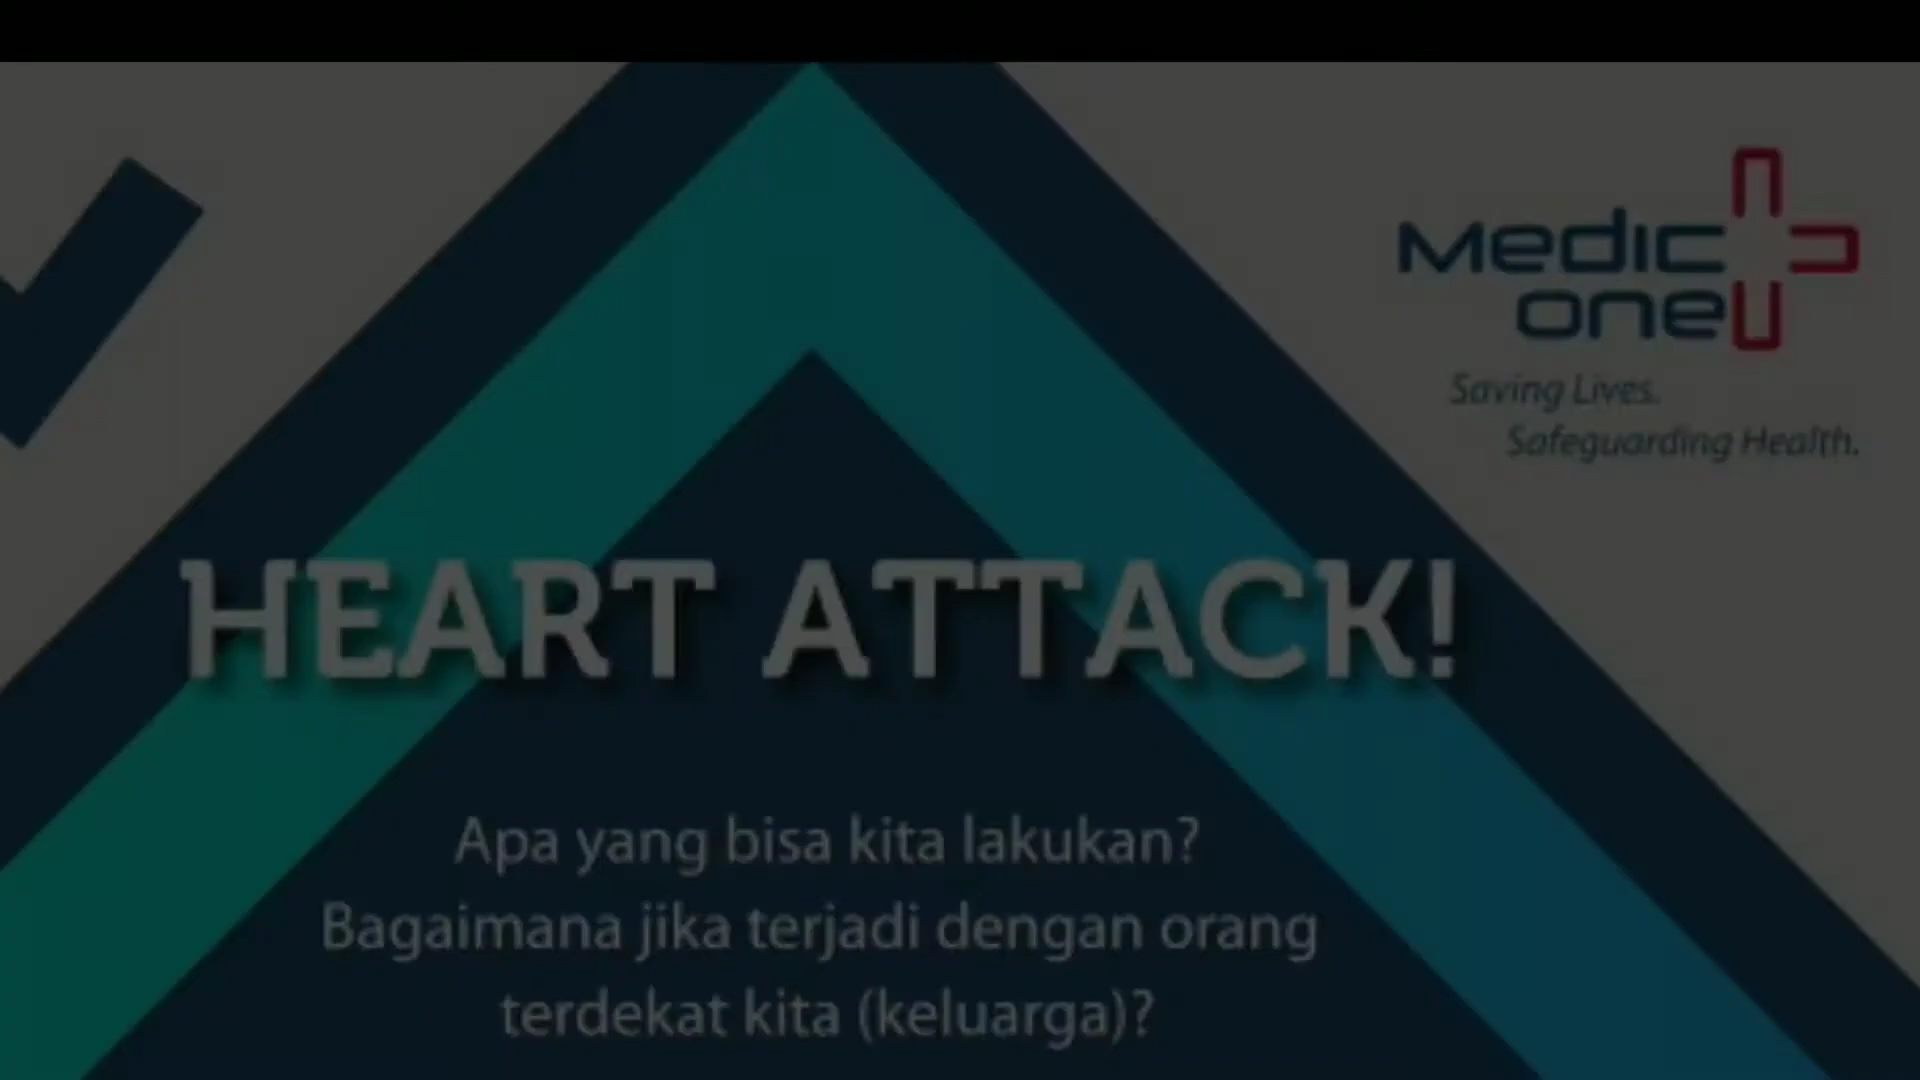 Medic
one
Saving Lives.
Safeguarding Health.
HEART ATTACK!
Apa yang bisa kita lakukan?
Bagaimana jika terjadi dengan orang
terdekat kita (keluarga)?